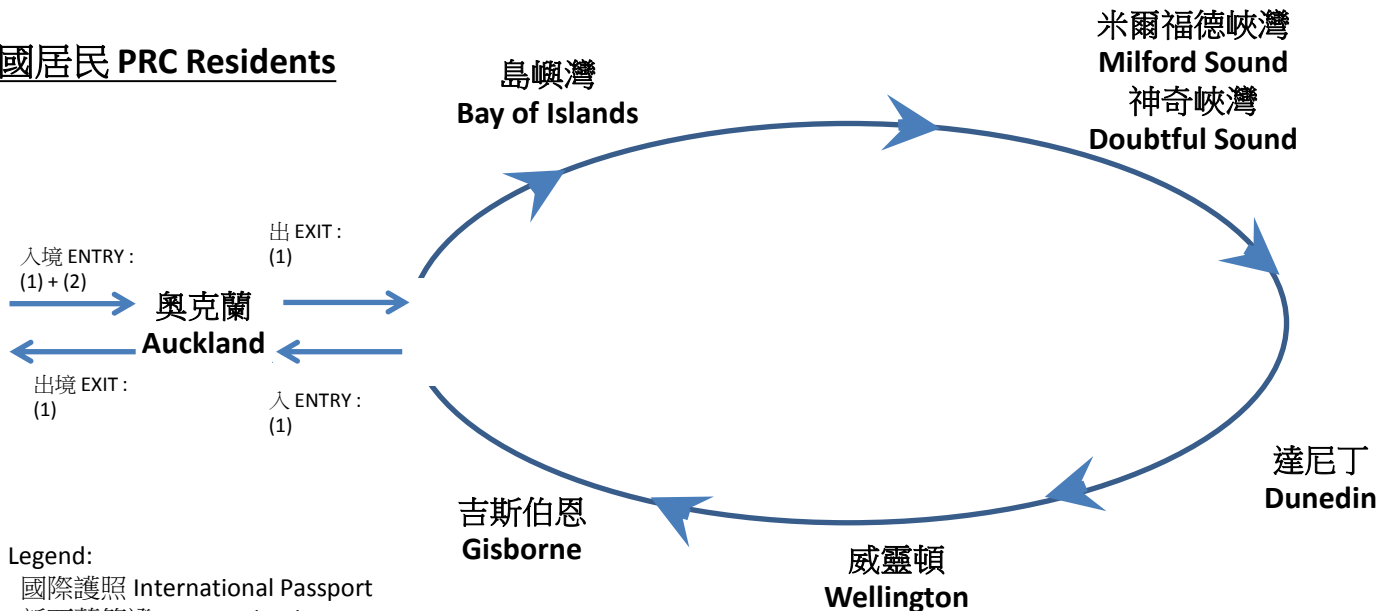 國居民 PRC Residents
島嶼灣
Bay of Islands
米爾福德峽灣
Milford Sound
神奇峽灣
Doubtful Sound
入境 ENTRY :
(1) + (2)
出 EXIT :
(1)
奧克蘭
Auckland
出境 EXIT :
(1)
入 ENTRY :
(1)
達尼丁
Dunedin
吉斯伯恩
Gisborne
威靈頓
Wellington
Legend:
國際護照 International Passport